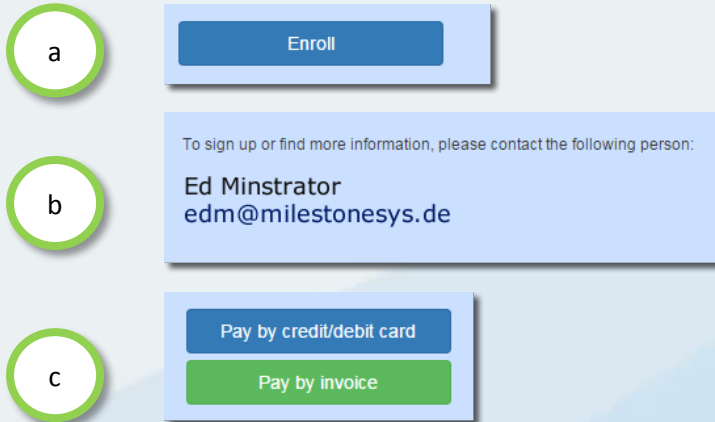 a
Enroll
b
To sign up or find more information, please contact the following person:
Ed Minstrator
edm@milestonesys.de
c
Pay by credit/debit card
Pay by invoice